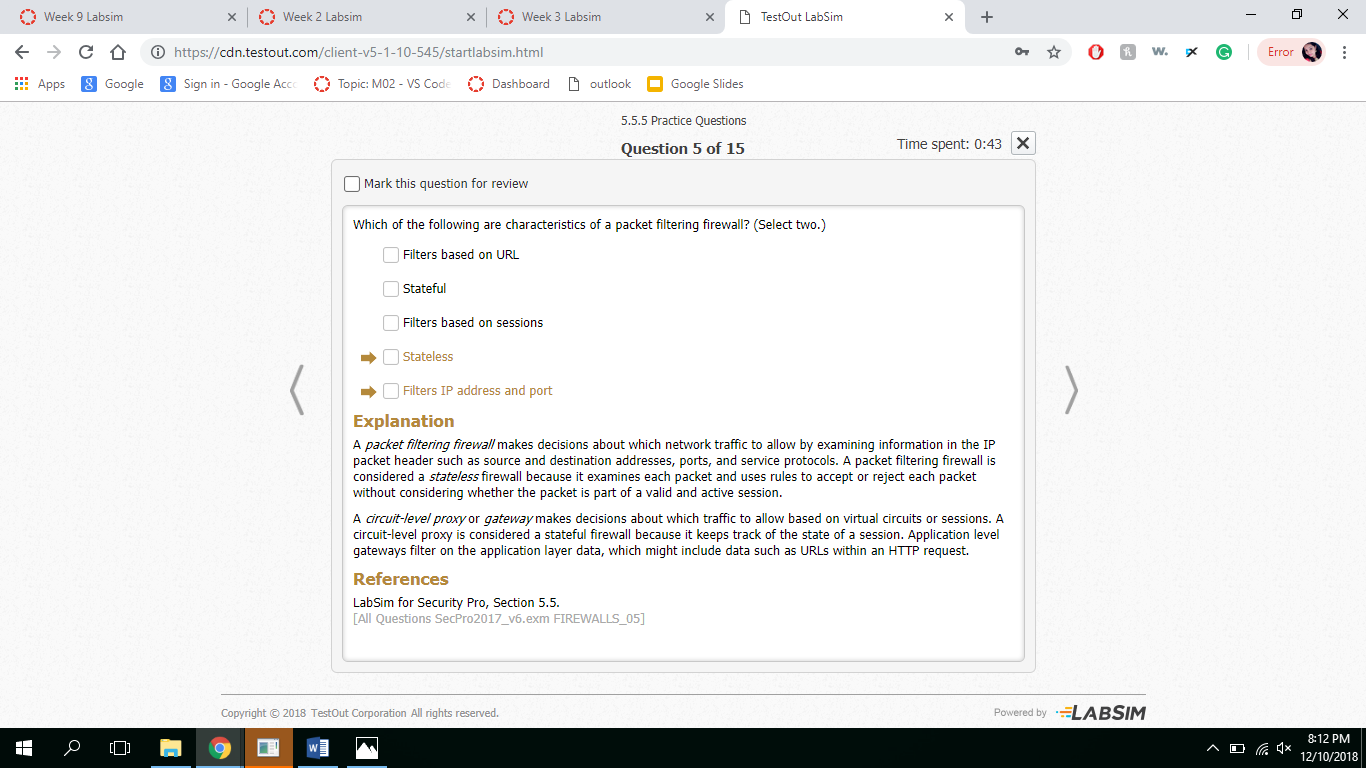 Week 9 Labsim
Week 2 Labsim
Week 3 Labsim
TestOut LabSim
https://cdn.testout.com/client-v5-1-10-545/startlabsim.html
Error
Apps
Google
Sign in - Google Acco
Topic: M02 - VS Code
Dashboard
outlook
Google Slides
5.5.5 Practice Questions
Question 5 of 15
Time spent: 0:43
Mark this question for review
Which of the following are characteristics of a packet filtering firewall? (Select two.)
Filters based on URL
Stateful
Filters based on sessions
Stateless
Filters IP address and port
Explanation
A packet filtering firewall makes decisions about which network traffic to allow by examining information in the IP
packet header such as source and destination addresses, ports, and service protocols. A packet filtering firewall is
considered a stateless firewall because it examines each packet and uses rules to accept or reject each packet
without considering whether the packet is part of a valid and active session.
A circuit-level proxy or gateway makes decisions about which traffic to allow based on virtual circuits or sessions. A
circuit-level proxy is considered a stateful firewall because it keeps track of the state of a session. Application level
gateways filter on the application layer data, which might include data such as URLs within an HTTP request.
References
LabSim for Security Pro, Section 5.5.
[All Questions SecPro2017_v6.exm FIREWALLS_05]
Copyright © 2018 TestOut Corporation All rights reserved.
Powered by LABSIM
8:12 PM
12/10/2018